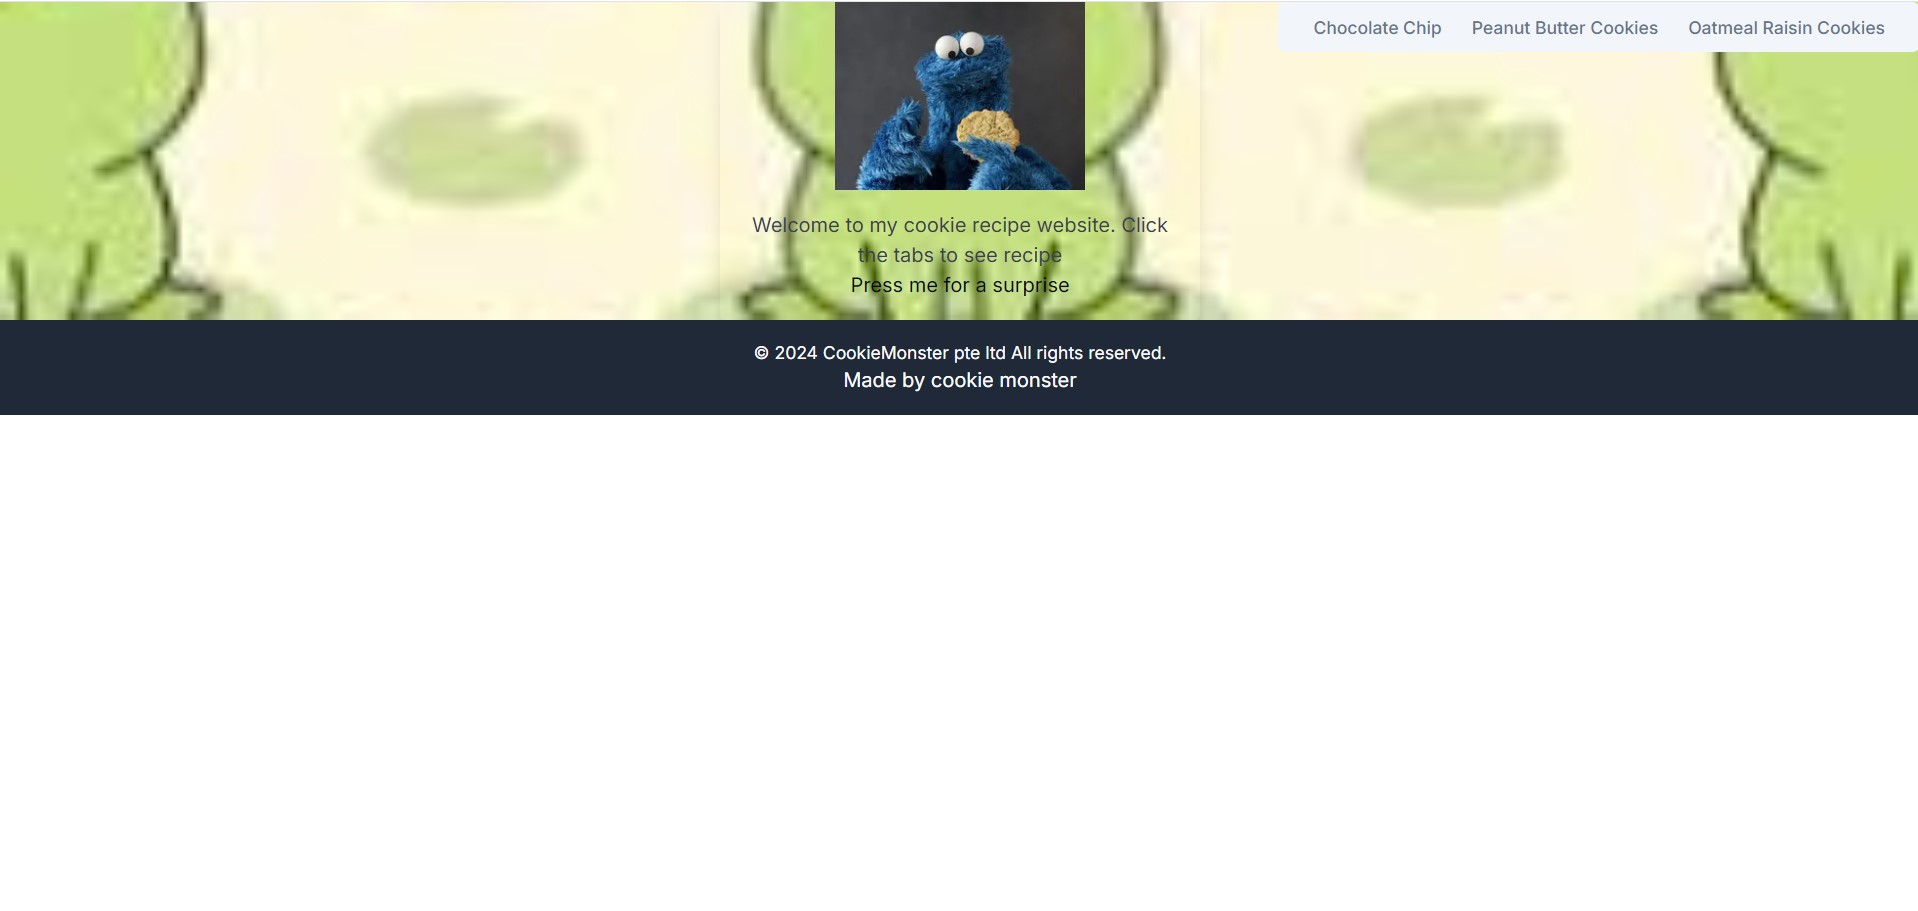 Chocolate Chip Peanut Butter Cookies Oatmeal Raisin Cookies
Welcome to my cookie recipe website. Click
the tabs to see recipe
Press me for a surprise
© 2024 CookieMonster pte ltd All rights reserved.
Made by cookie monster